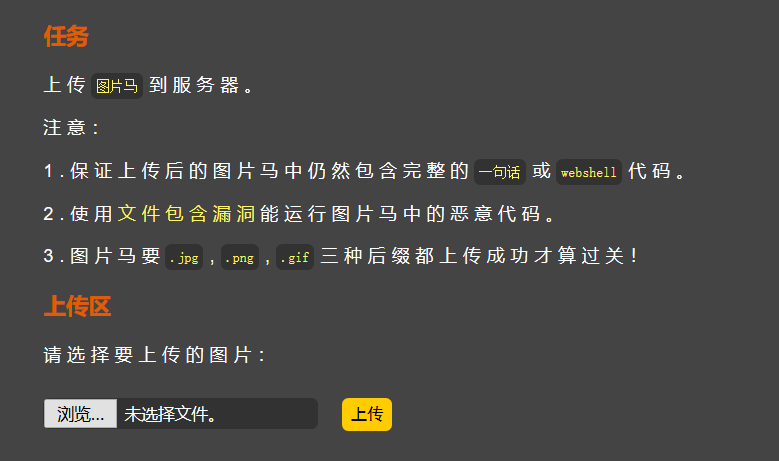 任务
上传 图片马 到服务器。
注意：
1.保证上传后的图片马中仍然包含完整的 一句话 或 webshell 代码。
2.使用文件包含漏洞能运行图片马中的恶意代码。
3.图片马要 .jpg , .png , .gif 三种后缀都上传成功才算过关！
上传区
请选择要上传的图片：
浏览... 未选择文件。 上传